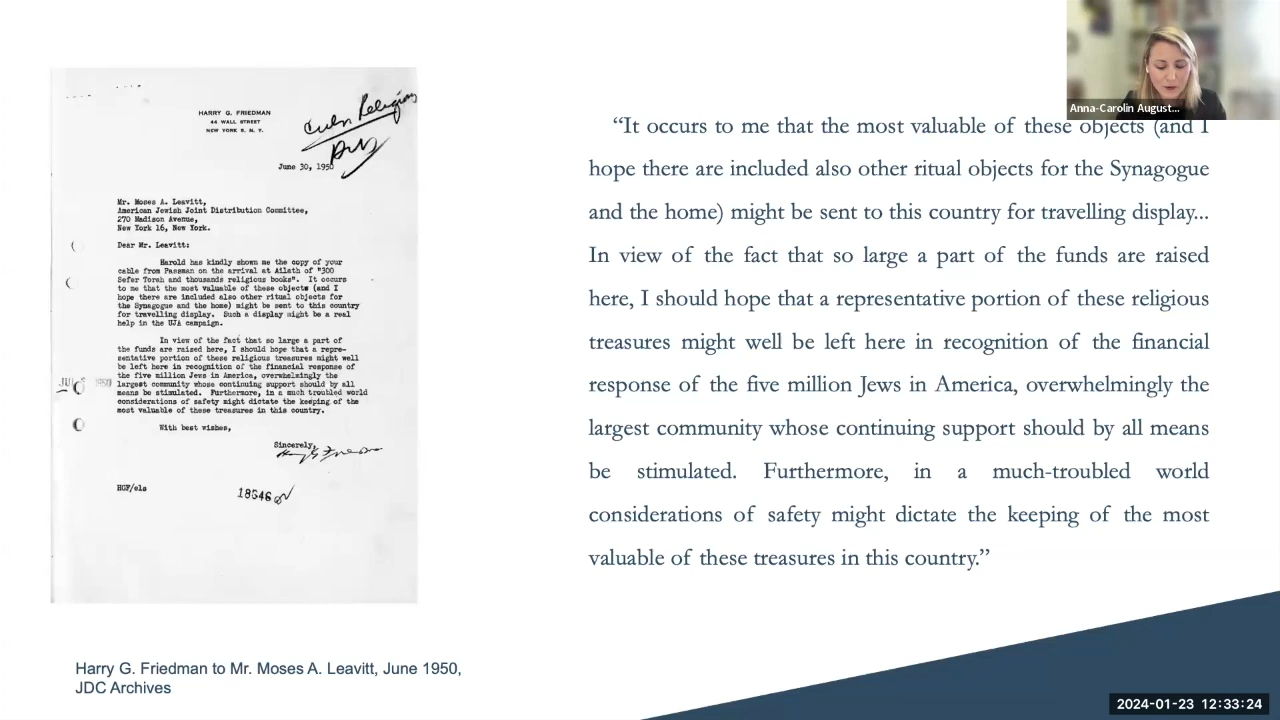 HARRY G. FRIEDMAN
44 WALL STREET
NEW YORK 5, N. Y.
June 30, 1950
Mr. Moses A. Leavitt,
American Jewish Joint Distribution Committee,
270 Madison Avenue,
New York 16, New York.
Dear Mr. Leavitt:
Harold has kindly shown me the copy of your
cable from Passman on the arrival at Ailath of "300
Sefer Torah and thousands religious books". It occurs
to me that the most valuable of these objects (and I
hope there are included also other ritual objects for
the Synagogue and the home) might be sent to this country
for travelling display. Such a display might be a real
help in the UJA campaign.
In view of the fact that so large a part of
the funds are raised here, I should hope that a repre-
sentative portion of these religious treasures might well
be left here in recognition of the financial response of
the five million Jews in America, overwhelmingly the
largest community whose continuing support should by all
means be stimulated. Furthermore, in a much troubled world
considerations of safety might dictate the keeping of the
most valuable of these treasures in this country.
With best wishes,
Sincerely,
HGF/els
18646
Harry G. Friedman to Mr. Moses A. Leavitt, June 1950,
JDC Archives
Anna-Carolin August...
“It occurs to me that the most valuable of these objects (and I
hope there are included also other ritual objects for the Synagogue
and the home) might be sent to this country for travelling display...
In view of the fact that so large a part of the funds are raised
here, I should hope that a representative portion of these religious
treasures might well be left here in recognition of the financial
response of the five million Jews in America, overwhelmingly the
largest community whose continuing support should by all means
be stimulated. Furthermore, in a much-troubled world
considerations of safety might dictate the keeping of the most
valuable of these treasures in this country.”
2024-01-23 12:33:24